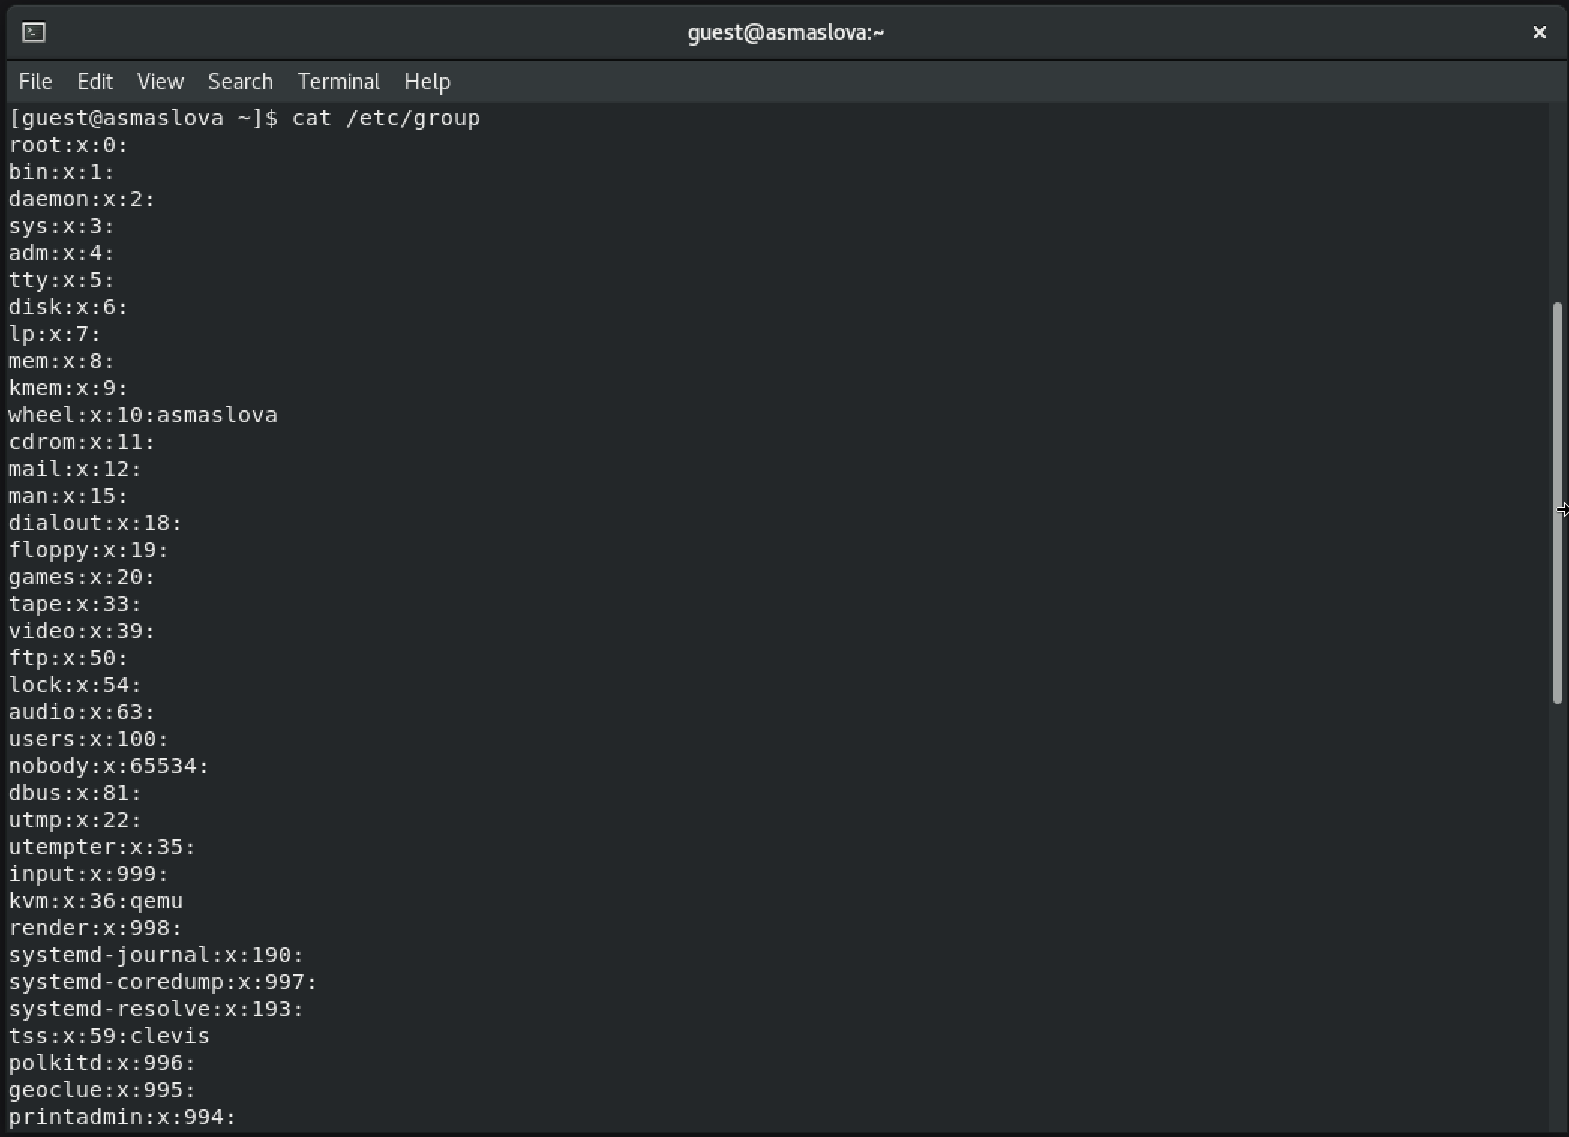 guest@asmaslova:~
File Edit View Search Terminal Help
[guest@asmaslova ~]$ cat /etc/group
root:x:0:
bin:x:1:
daemon:x:2:
sys:x:3:
adm:x:4:
tty:x:5:
disk:x:6:
lp:x:7:
mem:x:8:
kmem:x:9:
wheel:x:10:asmaslova
cdrom:x:11:
mail:x:12:
man:x:15:
dialout:x:18:
floppy:x:19:
games:x:20:
tape:x:33:
video:x:39:
ftp:x:50:
lock:x:54:
audio:x:63:
users:x:100:
nobody:x:65534:
dbus:x:81:
utmp:x:22:
utempter:x:35:
input:x:999:
kvm:x:36:qemu
render:x:998:
systemd-journal:x:190:
systemd-coredump:x:997:
systemd-resolve:x:193:
tss:x:59:clevis
polkitd:x:996:
geoclue:x:995:
printadmin:x:994: